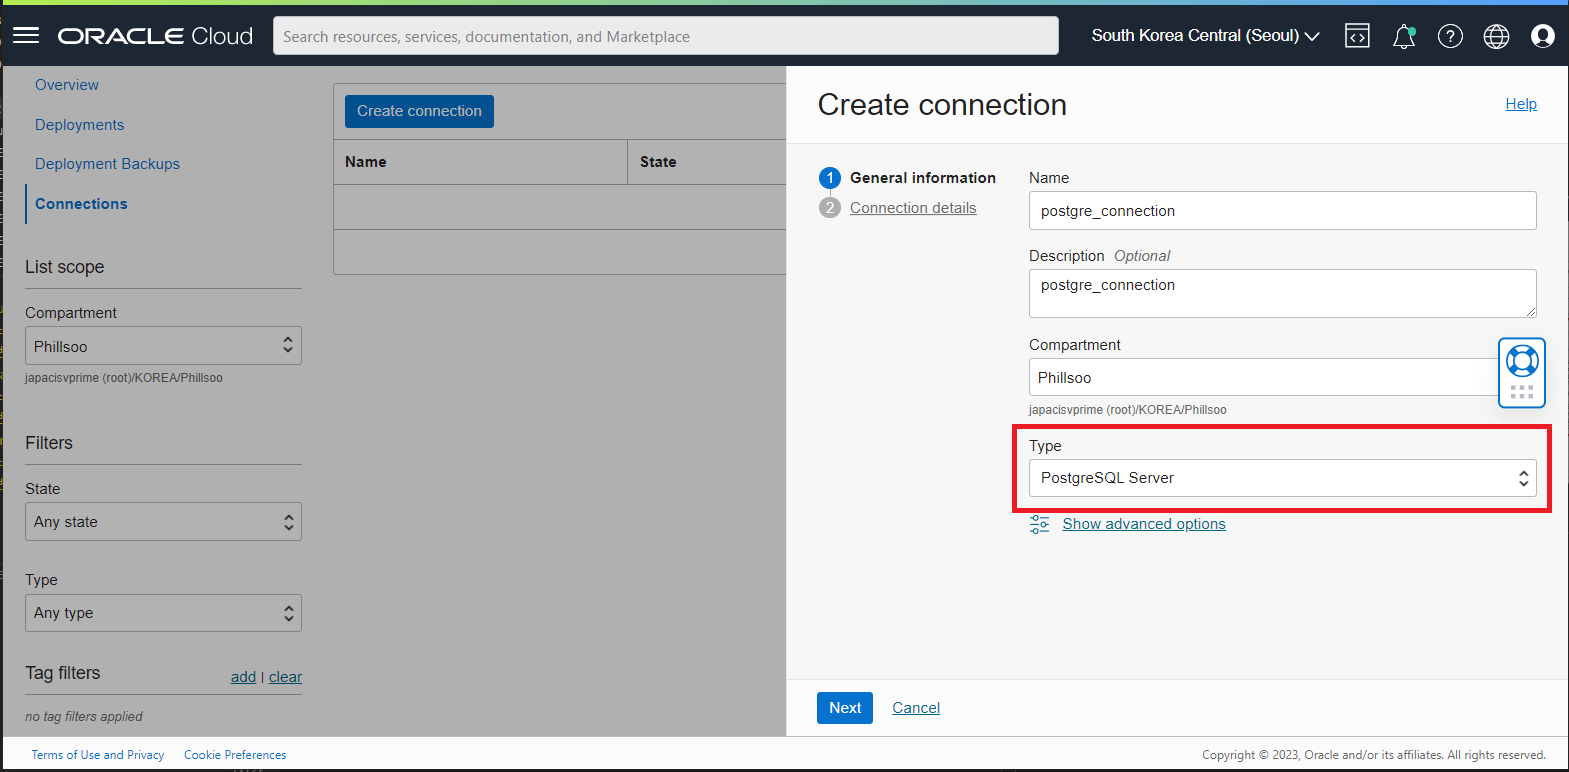 ORACLE Cloud
Search resources, services, documentation, and Marketplace
South Korea Central (Seoul)
Overview
Deployments
Deployment Backups
Connections
List scope
Compartment
Phillsoo
japacisvprime (root)/KOREA/Phillsoo
Filters
State
Any state
Type
Any type
Tag filters
add | clear
no tag filters applied
Create connection
Name
State
Create connection
Help
1 General information
2 Connection details
Name
postgre_connection
Description Optional
postgre_connection
Compartment
Phillsoo
japacisvprime (root)/KOREA/Phillsoo
Type
PostgreSQL Server
Show advanced options
Next
Cancel
Terms of Use and Privacy
Cookie Preferences
Copyright © 2023, Oracle and/or its affiliates. All rights reserved.